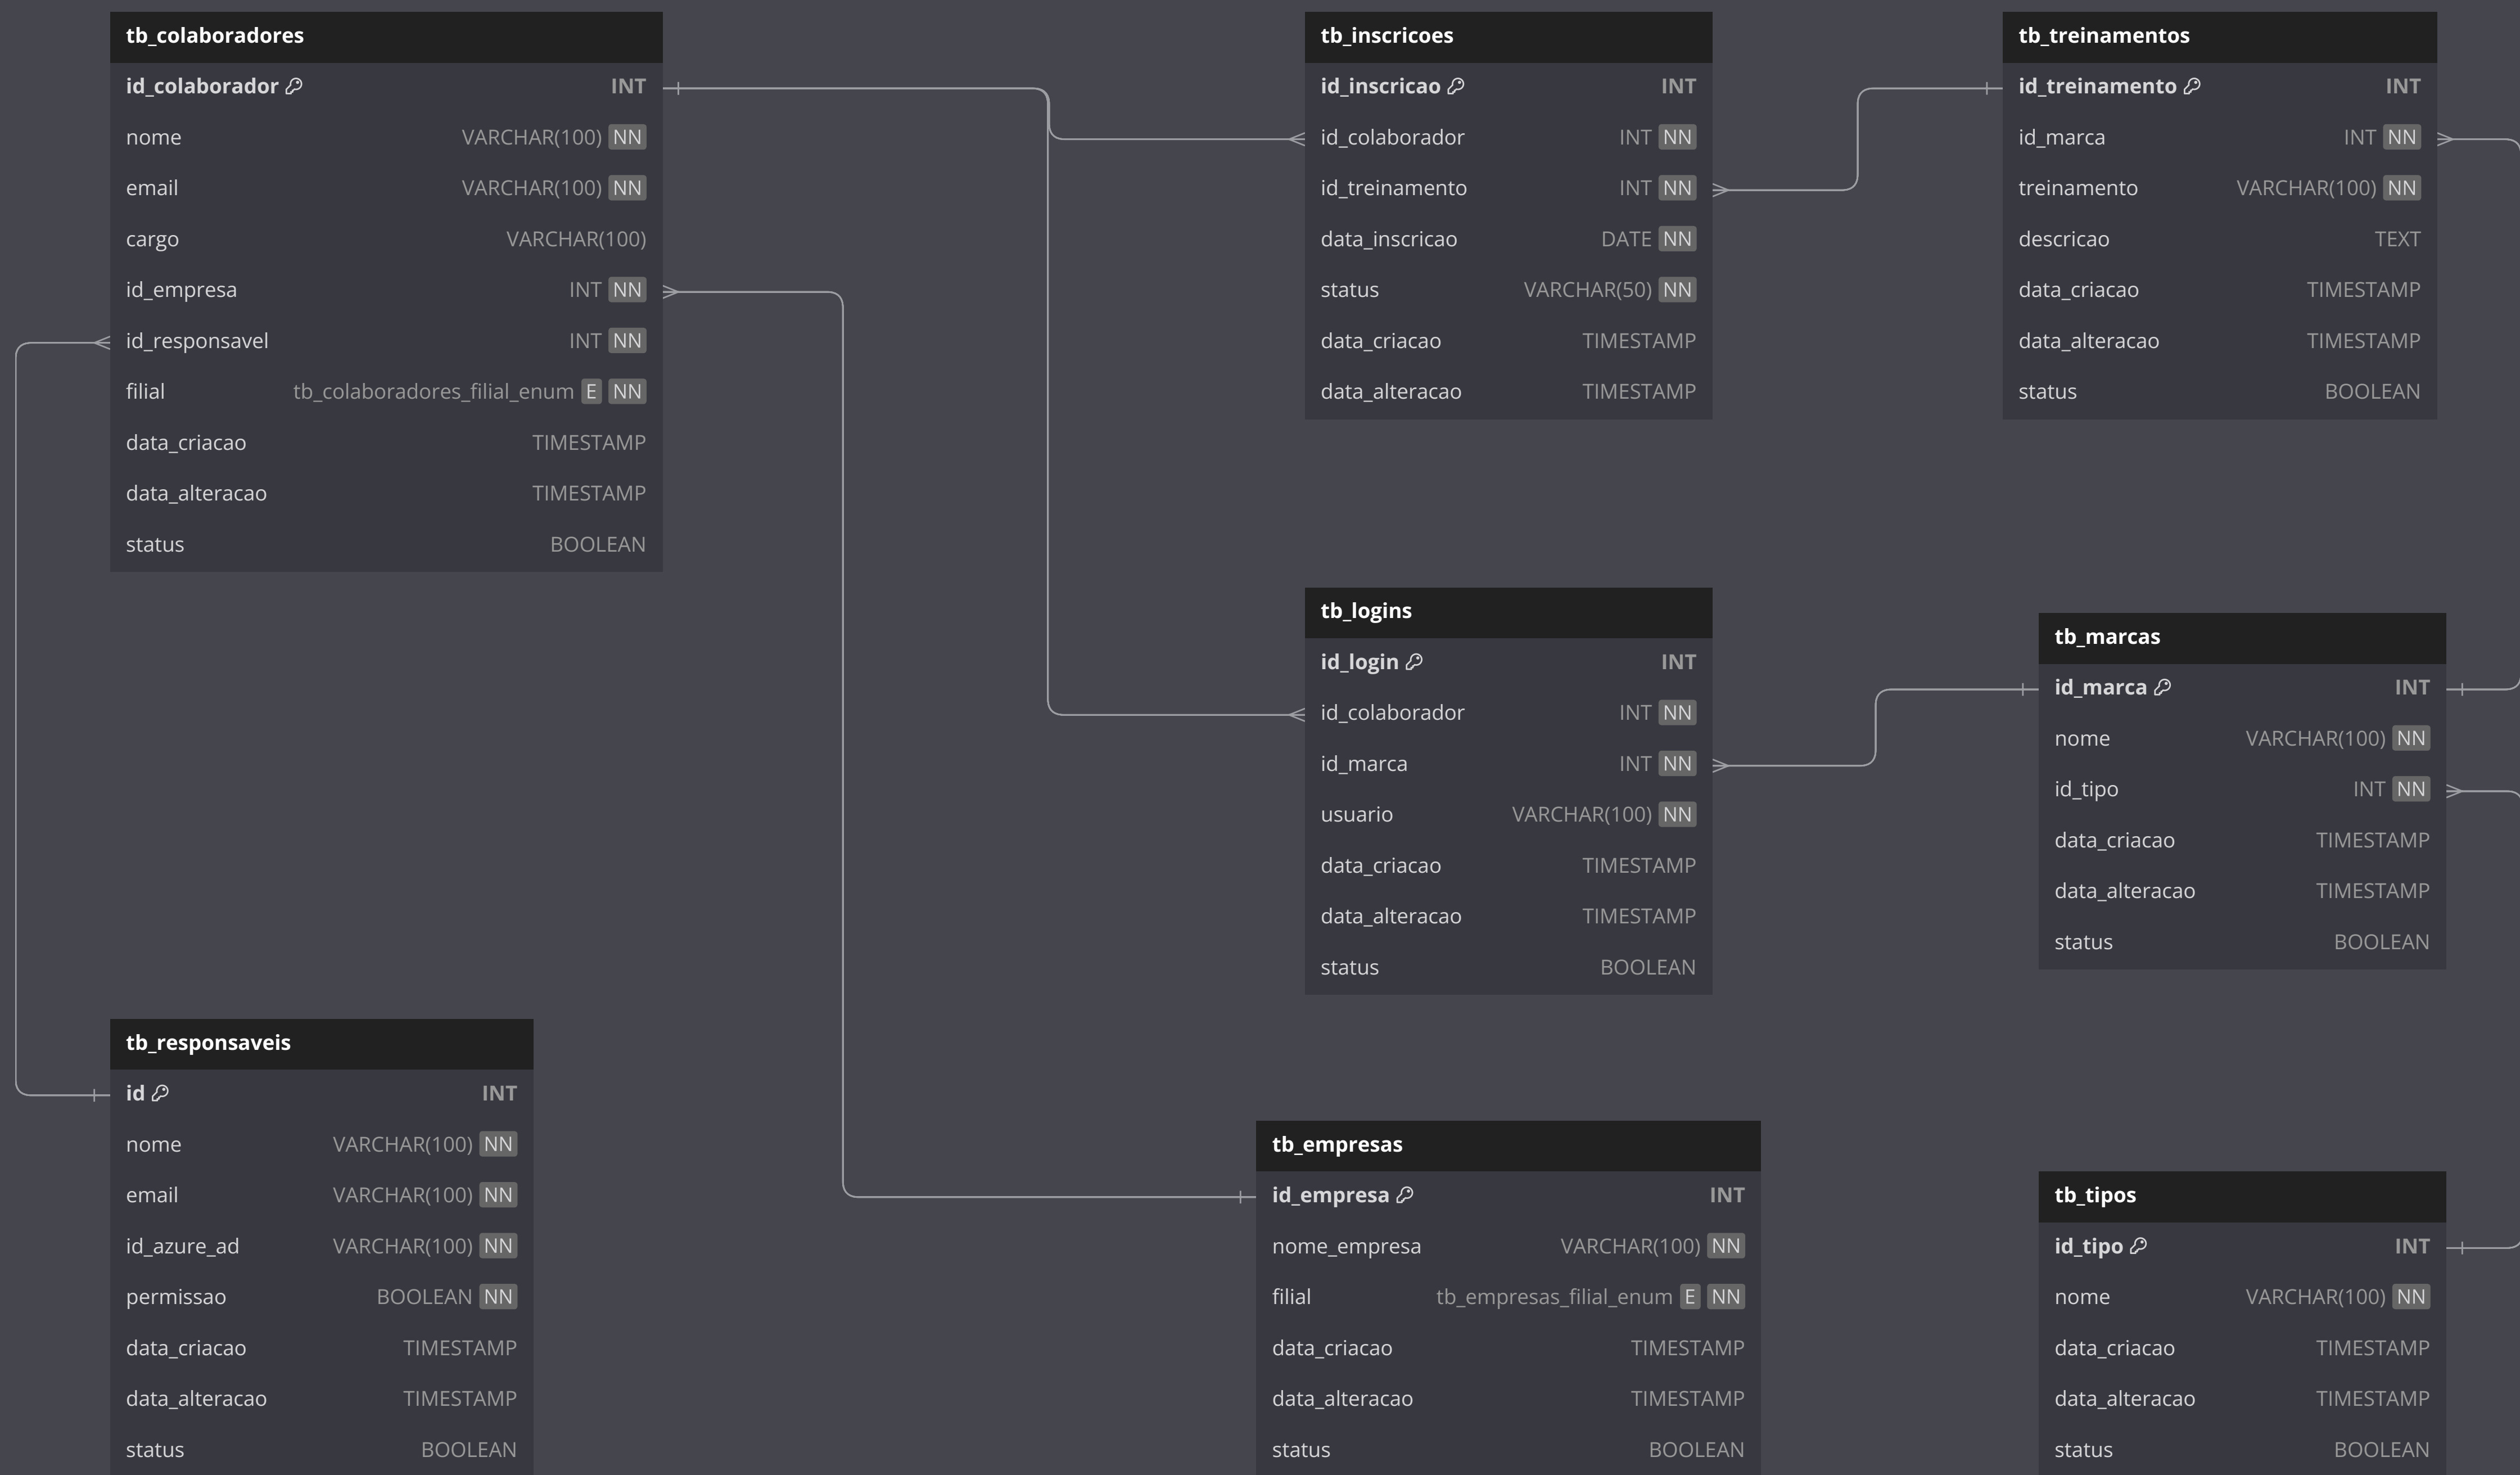 tb_colaboradores
id_colaborador INT
nome VARCHAR(100) NN
email VARCHAR(100) NN
cargo VARCHAR(100)
id_empresa INT NN
id_responsavel INT NN
filial tb_colaboradores_filial_enum E NN
data_criacao TIMESTAMP
data_alteracao TIMESTAMP
status BOOLEAN
tb_inscricoes
id_inscricao INT
id_colaborador INT NN
id_treinamento INT NN
data_inscricao DATE NN
status VARCHAR(50) NN
data_criacao TIMESTAMP
data_alteracao TIMESTAMP
tb_treinamentos
id_treinamento INT
id_marca INT NN
treinamento VARCHAR(100) NN
descricao TEXT
data_criacao TIMESTAMP
data_alteracao TIMESTAMP
status BOOLEAN
tb_logins
id_login INT
id_colaborador INT NN
id_marca INT NN
usuario VARCHAR(100) NN
data_criacao TIMESTAMP
data_alteracao TIMESTAMP
status BOOLEAN
tb_marcas
id_marca INT
nome VARCHAR(100) NN
id_tipo INT NN
data_criacao TIMESTAMP
data_alteracao TIMESTAMP
status BOOLEAN
tb_responsaveis
id INT
nome VARCHAR(100) NN
email VARCHAR(100) NN
id_azure_ad VARCHAR(100) NN
permissao BOOLEAN NN
data_criacao TIMESTAMP
data_alteracao TIMESTAMP
status BOOLEAN
tb_empresas
id_empresa INT
nome_empresa VARCHAR(100) NN
filial tb_empresas_filial_enum E NN
data_criacao TIMESTAMP
data_alteracao TIMESTAMP
status BOOLEAN
tb_tipos
id_tipo INT
nome VARCHAR(100) NN
data_criacao TIMESTAMP
data_alteracao TIMESTAMP
status BOOLEAN